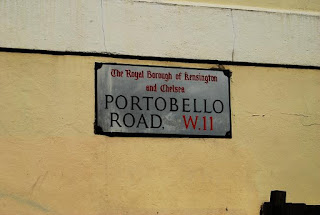 The Royal Borough of Kensington
and Chelsea
PORTOBELLO
ROAD, W.11